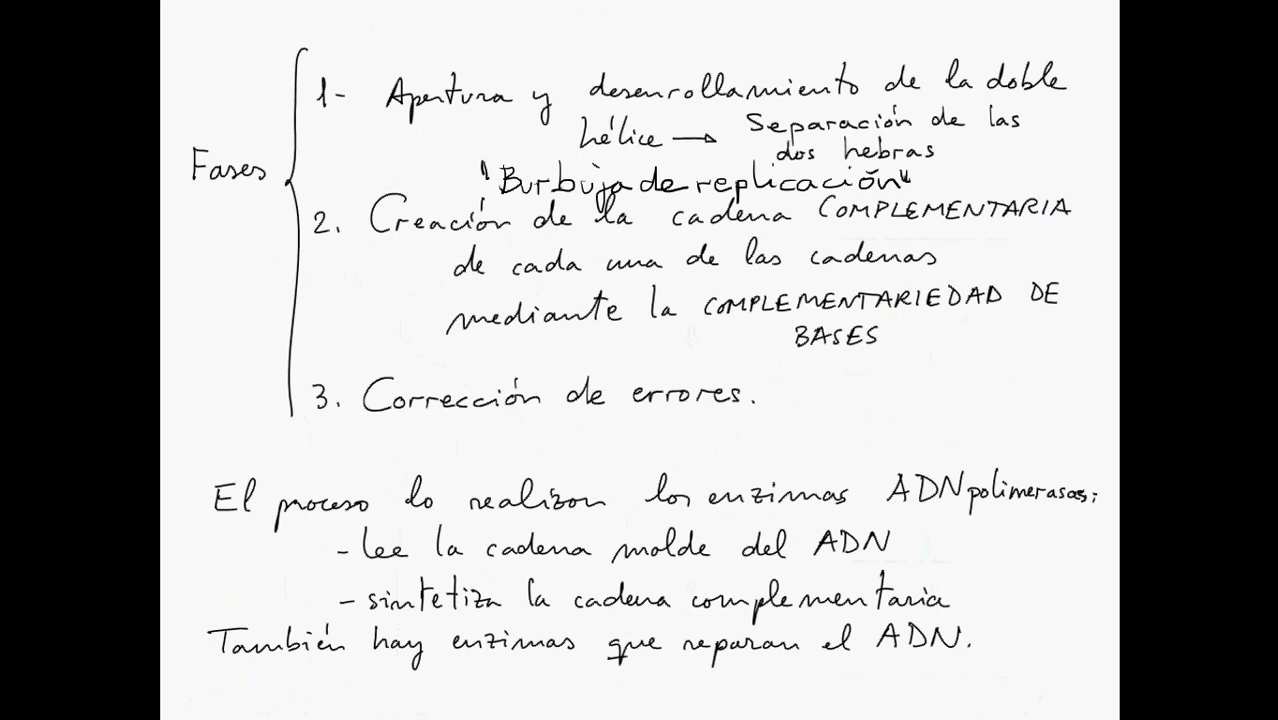 1- Apertura y desenrollamiento de la doble
hélice → Separación de las
dos hebras
Fases
"Burbuja de replicación"
2. Creación de la cadena COMPLEMENTARIA
de cada una de las cadenas
mediante la COMPLEMENTARIEDAD DE
BASES
3. Corrección de errores.
El proceso lo realizan los enzimas ADN polimerasas:
- lee la cadena molde del ADN
- sintetiza la cadena complementaria
También hay enzimas que reparan el ADN.